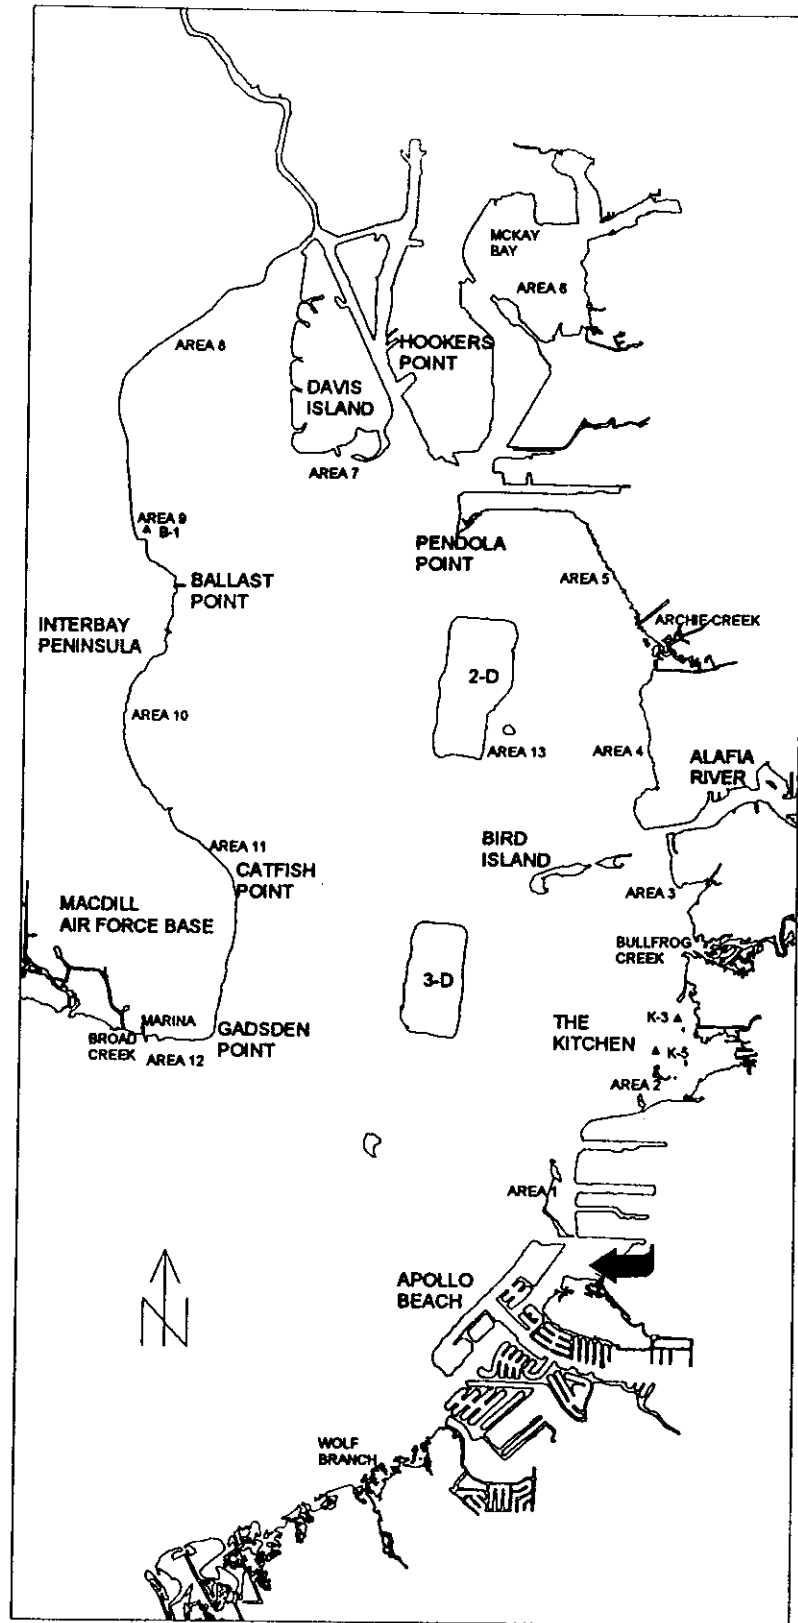 MCKAY
BAY
AREA 6
AREA 8
HOOKERS
POINT
DAVIS
ISLAND
AREA 7
AREA 9
B-1
PENDOLA
POINT
BALLAST
POINT
AREA 5
INTERBAY
PENINSULA
ARCHIE CREEK
2-D
AREA 10
AREA 13
AREA 4
ALAFIA
RIVER
AREA 11
BIRD
ISLAND
CATFISH
POINT
AREA 3
MACDILL
AIR FORCE BASE
BULLFROG
CREEK
3-D
MARINA
BROAD
CREEK
GADSDEN
POINT
AREA 12
THE
KITCHEN
K-3
K-5
AREA 2
AREA 1
APOLLO
BEACH
N
WOLF
BRANCH